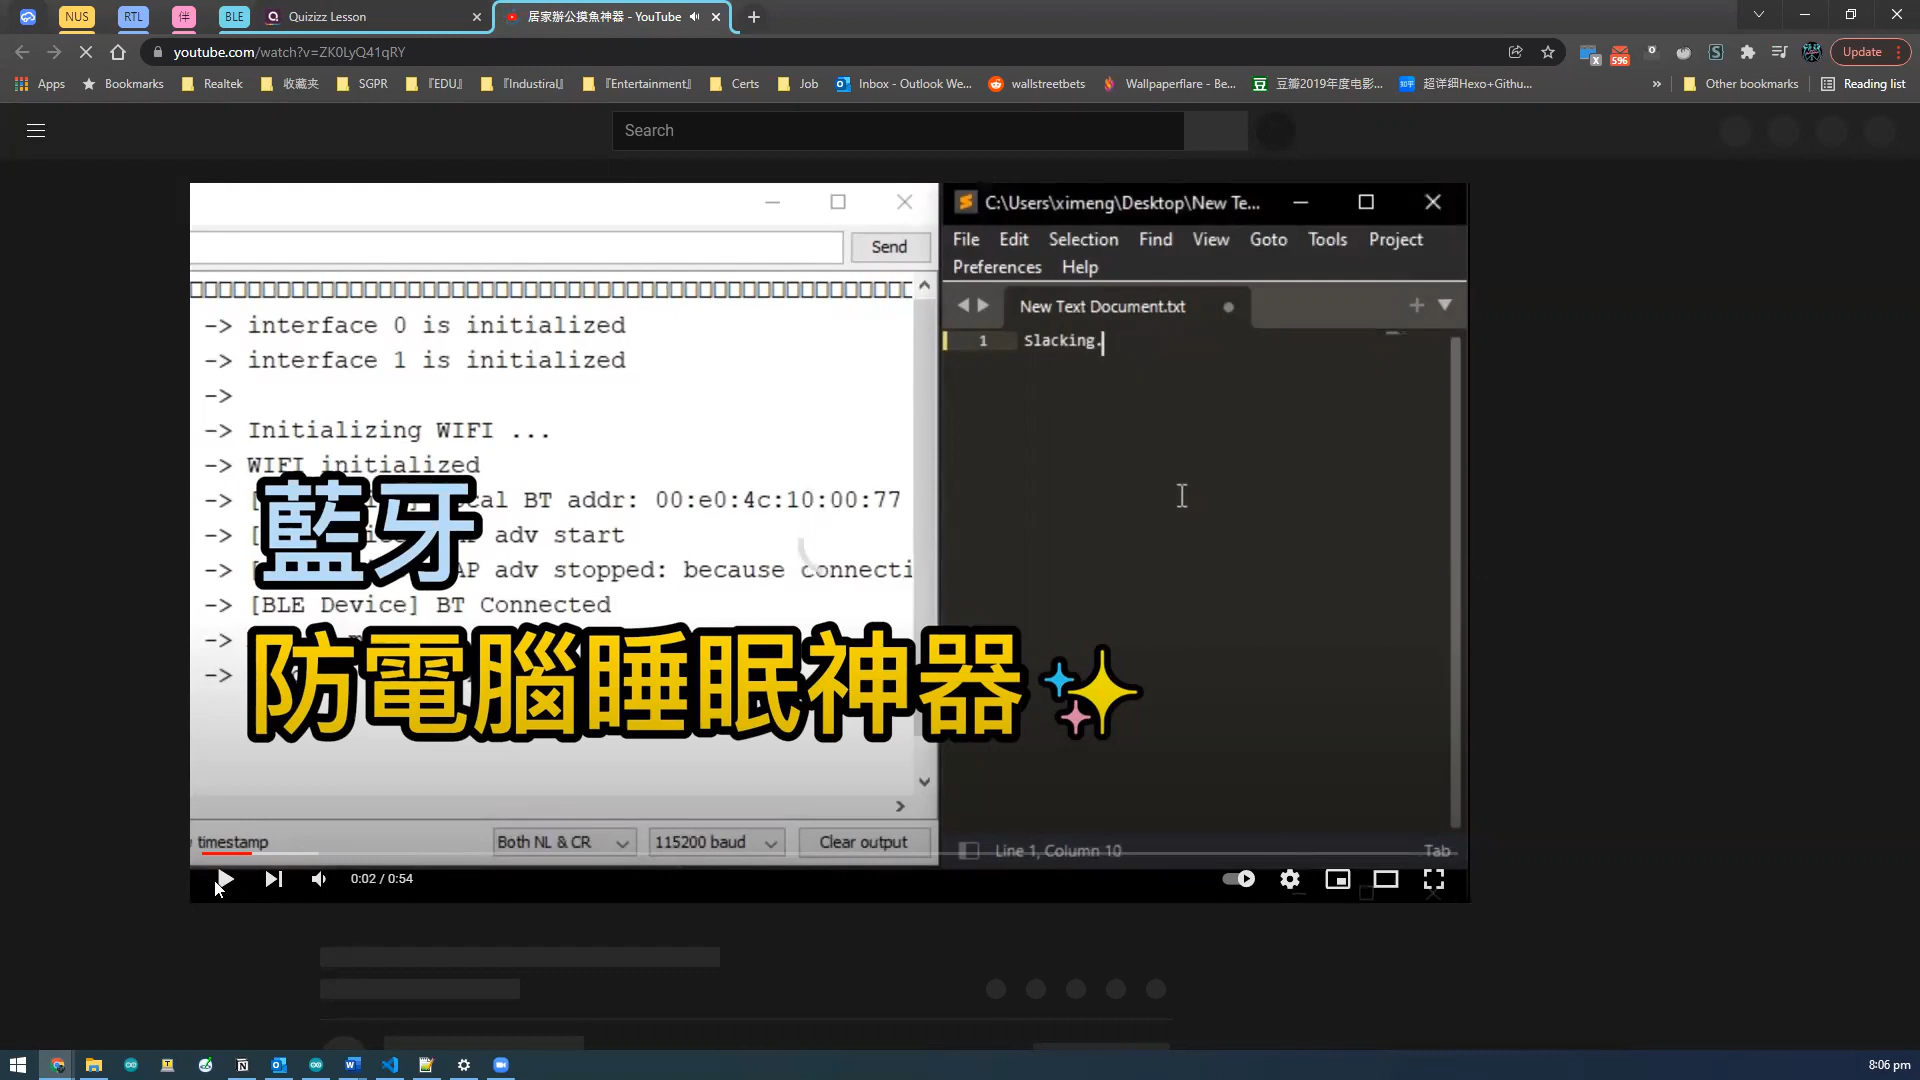 NUS
RTL
伴
BLE
Quizizz Lesson
居家辦公摸魚神器 - YouTube
youtube.com/watch?v=ZK0LyQ41qRY
596
Update
Apps
Bookmarks
Realtek
收藏夹
SGPR
『EDU』
『Industiral』
『Entertainment』
Certs
Job
Inbox - Outlook We...
wallstreetbets
Wallpaperflare - Be...
豆瓣2019年度电影...
超详细Hexo+Githu...
»
Other bookmarks
Reading list
Search
C:\Users\ximeng\Desktop\New Te...
Send
File Edit Selection Find View Goto Tools Project
Preferences Help
New Text Document.txt
1 Slacking.
-> interface 0 is initialized
-> interface 1 is initialized
->
-> Initializing WIFI ...
-> WIFI initialized
-> [ cal BT addr: 00:e0:4c:10:00:77
-> [ adv start
-> AP adv stopped: because connecti
-> [BLE Device] BT Connected
->
->
藍牙
防電腦睡眠神器
timestamp
Both NL & CR
115200 baud
Clear output
Line 1, Column 10
Tab
0:02 / 0:54
8:06 pm